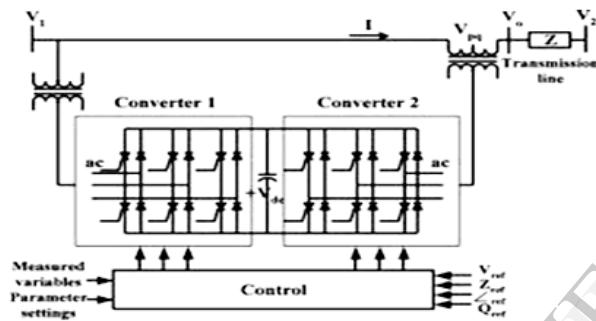 V1
I
Vpq
Vo
V2
Z
Transmission
line
Converter 1
Converter 2
ac
ac
+
Vdc
Measured
variables
Parameter
settings
Control
Vref
Zref
∠ref
Qref